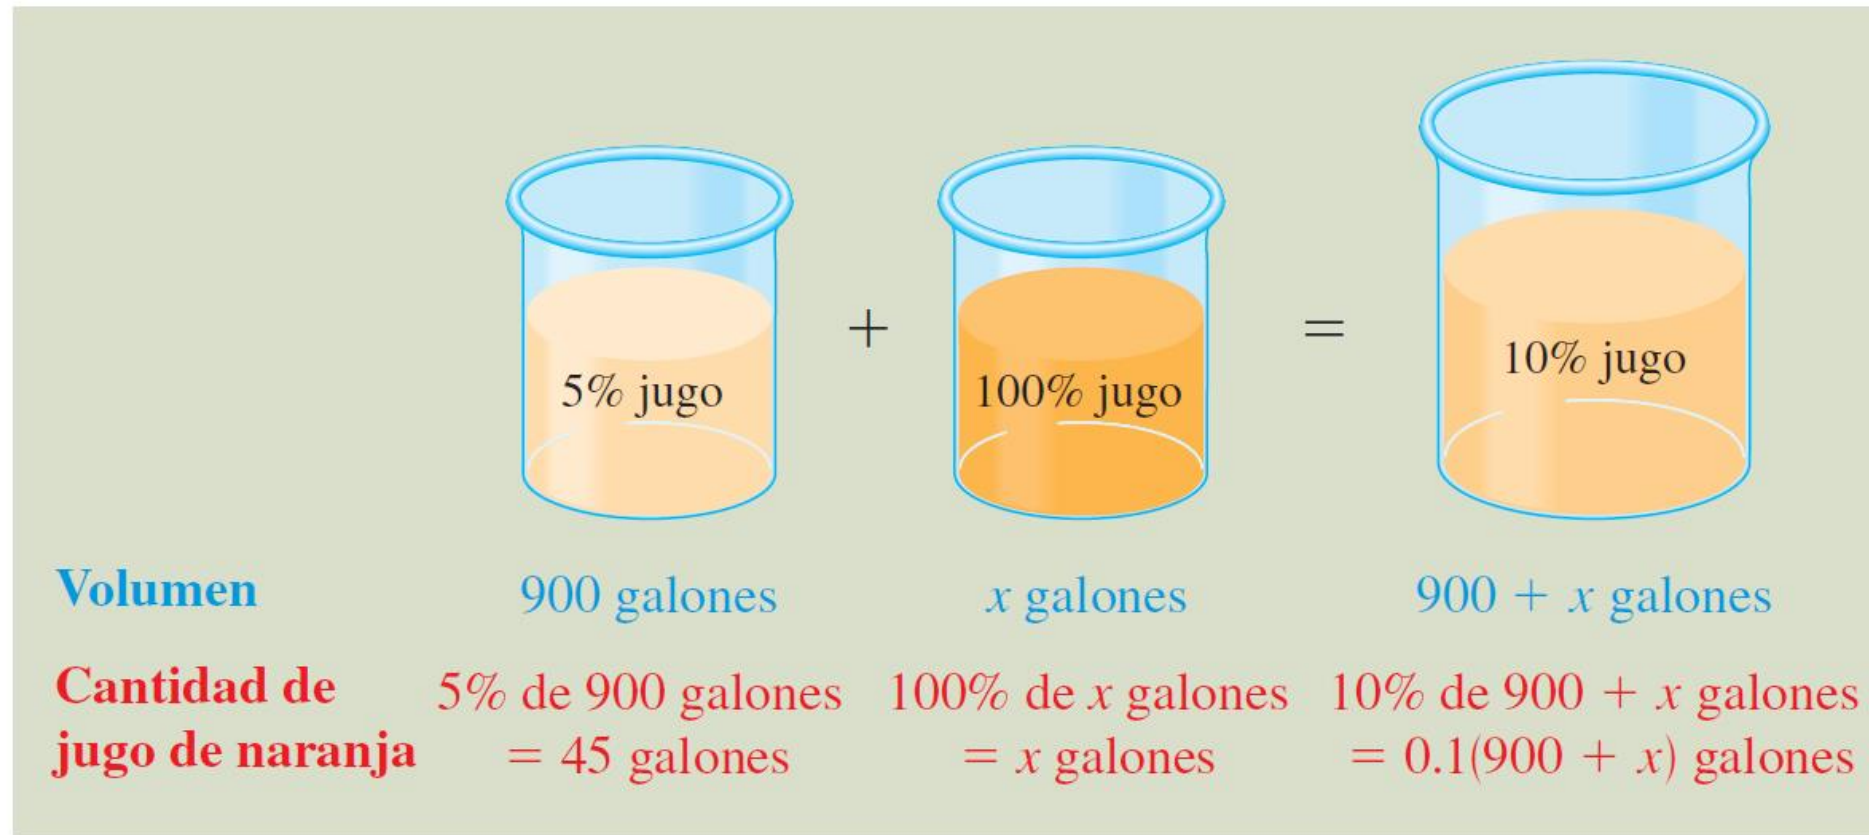 5% jugo
+
100% jugo
=
10% jugo
Volumen 900 galones x galones 900 + x galones
Cantidad de 5% de 900 galones 100% de x galones 10% de 900 + x galones
jugo de naranja = 45 galones = x galones = 0.1(900 + x) galones